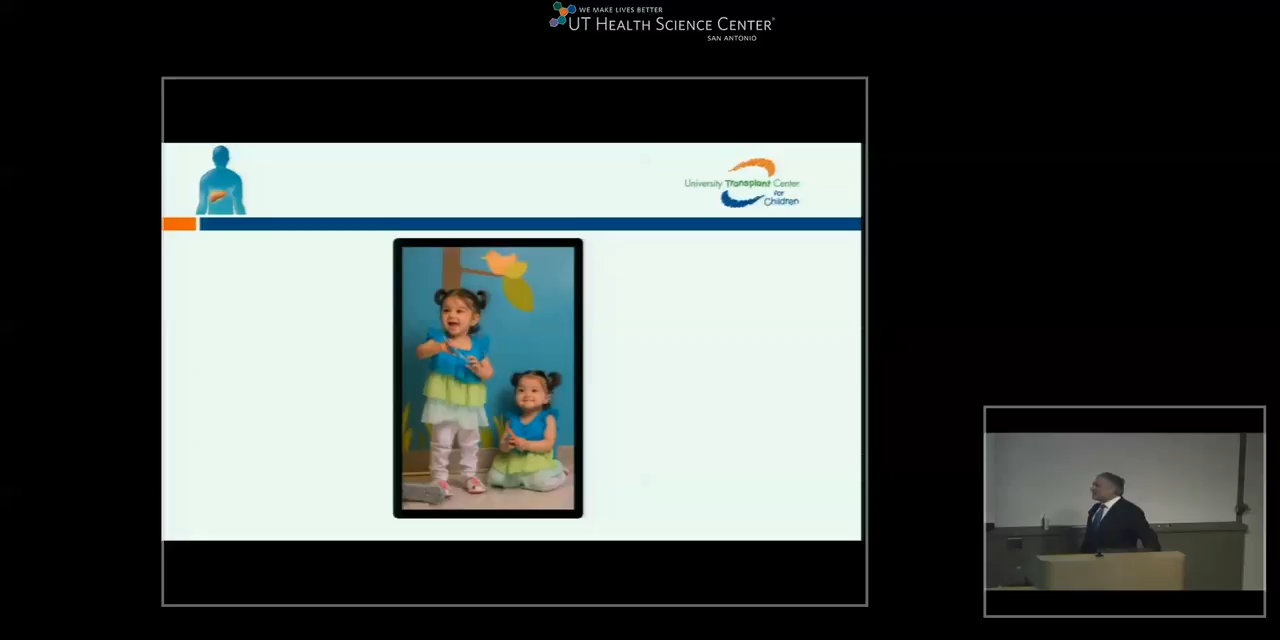 WE MAKE LIVES BETTER
UT HEALTH SCIENCE CENTER®
SAN ANTONIO
University Transplant Center
for
Children